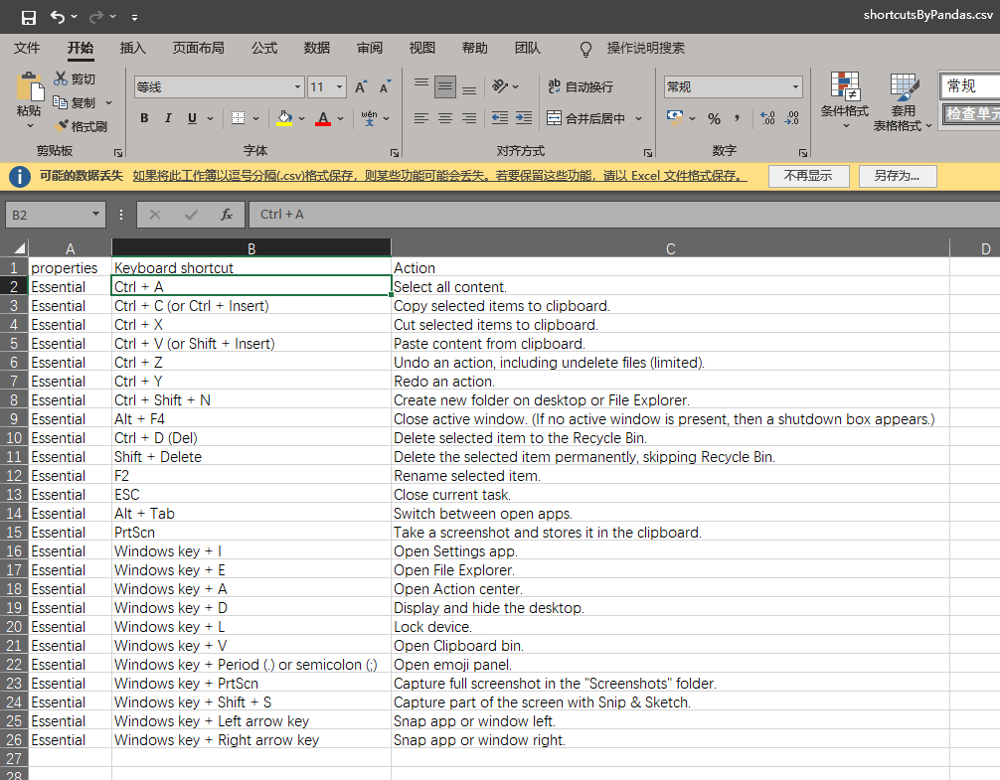 shortcutsByPandas.csv
文件 开始 插入 页面布局 公式 数据 审阅 视图 帮助 团队 操作说明搜索
粘贴 剪切 复制 格式刷
等线 11 A A
B I U A wén 文
自动换行
合并后居中
常规
% ,
条件格式 套用表格格式
常规
检查单元
剪贴板 字体 对齐方式 数字
可能的数据丢失 如果将此工作簿以逗号分隔(.csv)格式保存，则某些功能可能会丢失。若要保留这些功能，请以 Excel 文件格式保存。 不再显示 另存为...
B2 fx Ctrl + A
A B C D
1 properties Keyboard shortcut Action
2 Essential Ctrl + A Select all content.
3 Essential Ctrl + C (or Ctrl + Insert) Copy selected items to clipboard.
4 Essential Ctrl + X Cut selected items to clipboard.
5 Essential Ctrl + V (or Shift + Insert) Paste content from clipboard.
6 Essential Ctrl + Z Undo an action, including undelete files (limited).
7 Essential Ctrl + Y Redo an action.
8 Essential Ctrl + Shift + N Create new folder on desktop or File Explorer.
9 Essential Alt + F4 Close active window. (If no active window is present, then a shutdown box appears.)
10 Essential Ctrl + D (Del) Delete selected item to the Recycle Bin.
11 Essential Shift + Delete Delete the selected item permanently, skipping Recycle Bin.
12 Essential F2 Rename selected item.
13 Essential ESC Close current task.
14 Essential Alt + Tab Switch between open apps.
15 Essential PrtScn Take a screenshot and stores it in the clipboard.
16 Essential Windows key + I Open Settings app.
17 Essential Windows key + E Open File Explorer.
18 Essential Windows key + A Open Action center.
19 Essential Windows key + D Display and hide the desktop.
20 Essential Windows key + L Lock device.
21 Essential Windows key + V Open Clipboard bin.
22 Essential Windows key + Period (.) or semicolon (;) Open emoji panel.
23 Essential Windows key + PrtScn Capture full screenshot in the "Screenshots" folder.
24 Essential Windows key + Shift + S Capture part of the screen with Snip & Sketch.
25 Essential Windows key + Left arrow key Snap app or window left.
26 Essential Windows key + Right arrow key Snap app or window right.
27
28